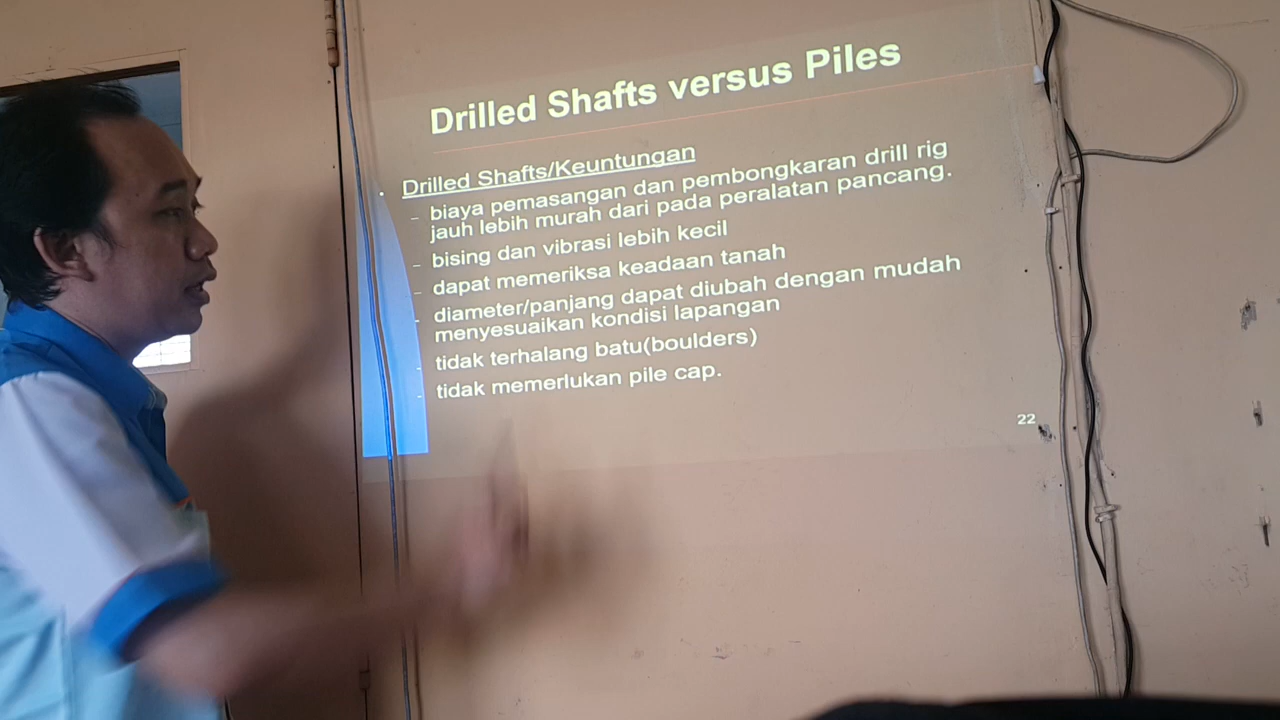 Drilled Shafts versus Piles
Drilled Shafts/Keuntungan
– biaya pemasangan dan pembongkaran drill rig
jauh lebih murah dari pada peralatan pancang.
– bising dan vibrasi lebih kecil
– dapat memeriksa keadaan tanah
- diameter/panjang dapat diubah dengan mudah
menyesuaikan kondisi lapangan
- tidak terhalang batu(boulders)
- tidak memerlukan pile cap.
22